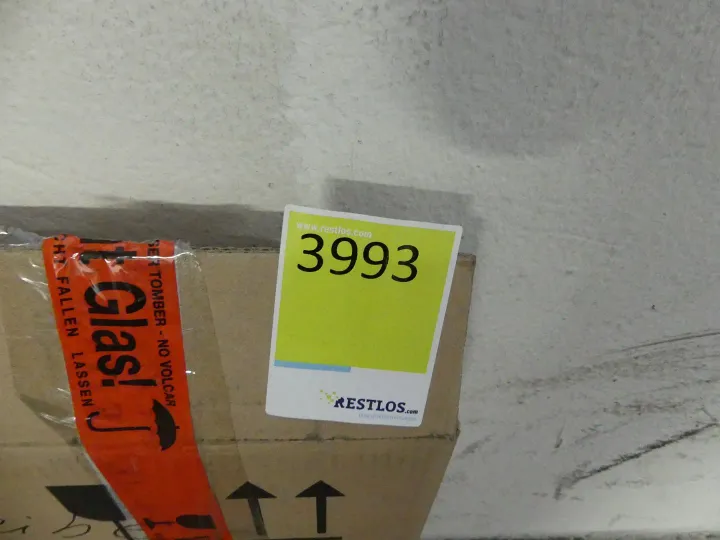 www.restlos.com
3993
RESTLOS.com
t Glas!
FALLEN LASSEN
TOMBER - NO VOLCAR